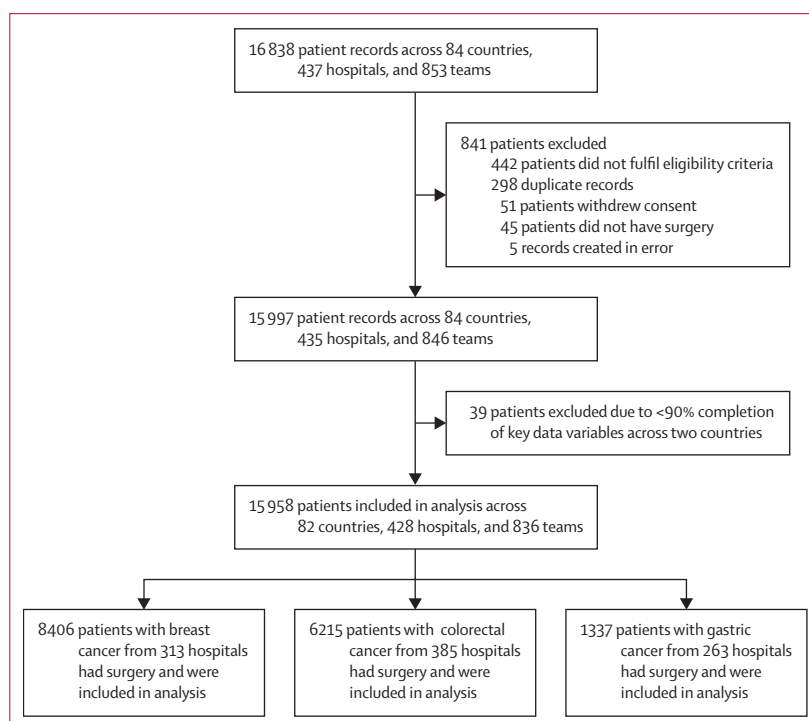 16 838 patient records across 84 countries,
437 hospitals, and 853 teams
841 patients excluded
442 patients did not fulfil eligibility criteria
298 duplicate records
51 patients withdrew consent
45 patients did not have surgery
5 records created in error
15 997 patient records across 84 countries,
435 hospitals, and 846 teams
39 patients excluded due to <90% completion
of key data variables across two countries
15 958 patients included in analysis across
82 countries, 428 hospitals, and 836 teams
8406 patients with breast
cancer from 313 hospitals
had surgery and were
included in analysis
6215 patients with colorectal
cancer from 385 hospitals
had surgery and were
included in analysis
1337 patients with gastric
cancer from 263 hospitals
had surgery and were
included in analysis